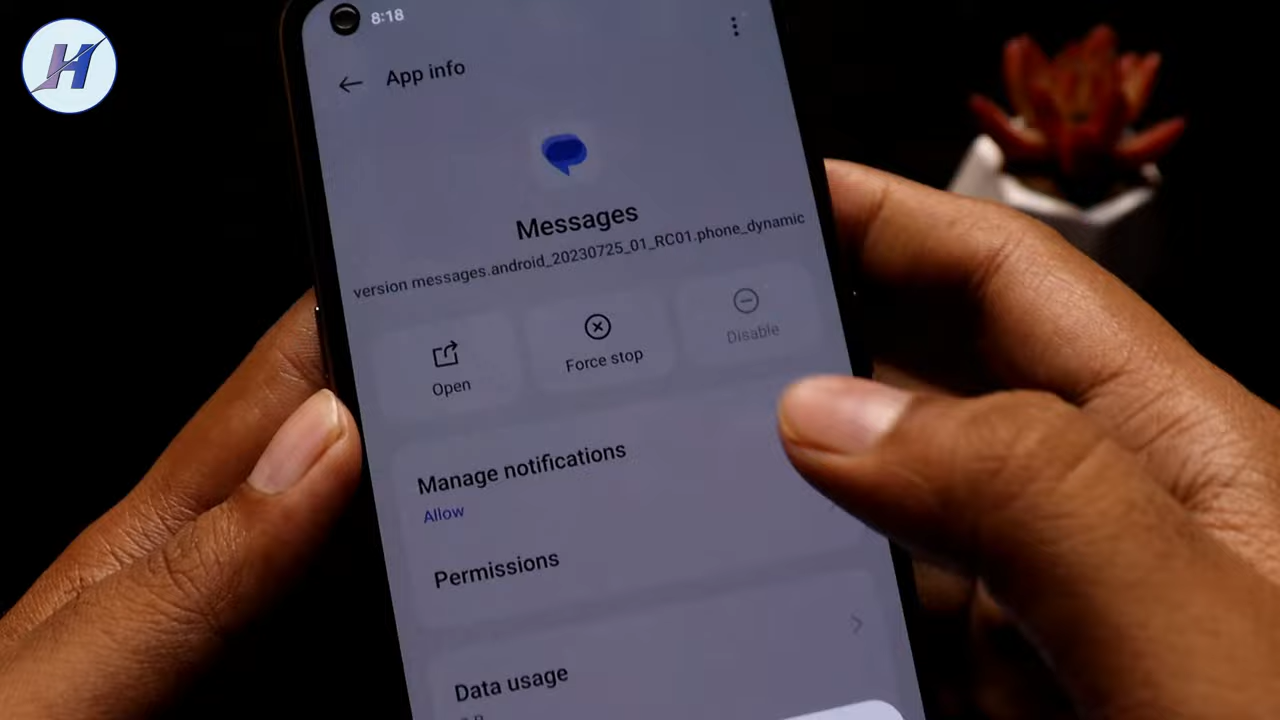 H
8:18
App info
Messages
version messages.android_20230725_01_RC01.phone_dynamic
Open
Force stop
Disable
Manage notifications
Allow
Permissions
Data usage